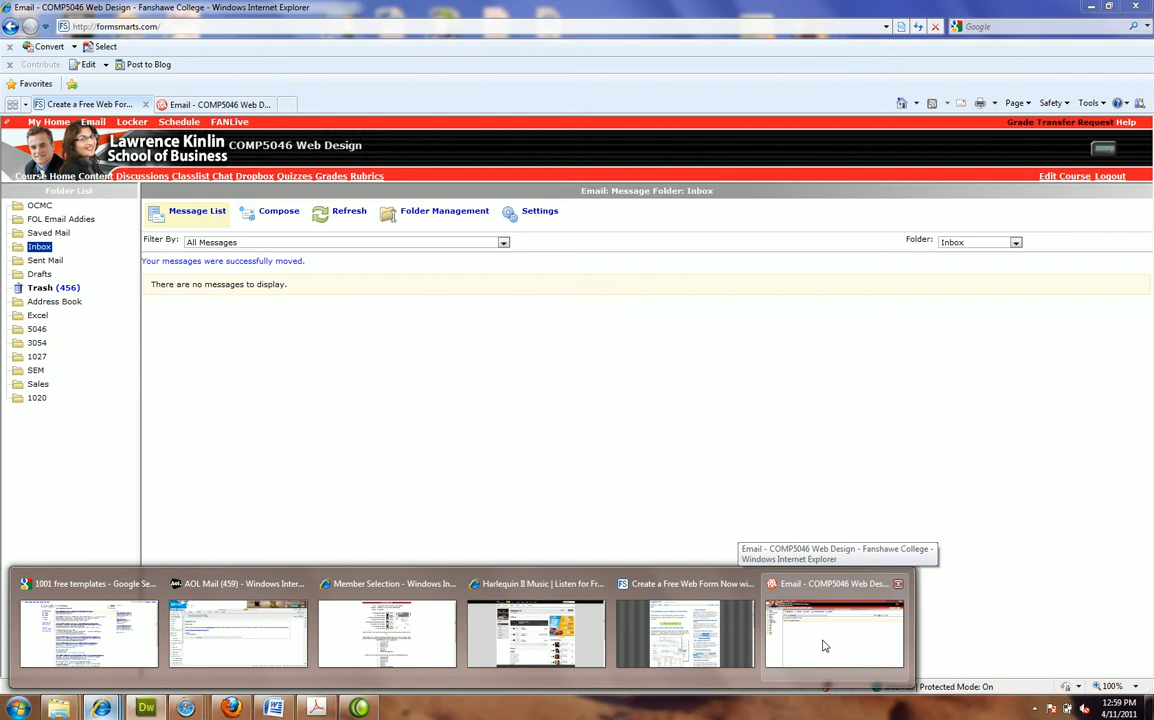 Email - COMP5046 Web Design - Fanshawe College - Windows Internet Explorer
http://formsmarts.com/
Google
Convert Select
Contribute Edit Post to Blog
Favorites
Create a Free Web For... Email - COMP5046 Web D...
Page Safety Tools
My Home Email Locker Schedule FANLive Grade Transfer Request Help
Lawrence Kinlin
School of Business
COMP5046 Web Design
Course Home Content Discussions Classlist Chat Dropbox Quizzes Grades Rubrics Edit Course Logout
Folder List
Email: Message Folder: Inbox
OCMC
FOL Email Addies
Saved Mail
Inbox
Sent Mail
Drafts
Trash (456)
Address Book
Excel
5046
3054
1027
SEM
Sales
1020
Message List Compose Refresh Folder Management Settings
Filter By: All Messages Folder: Inbox
Your messages were successfully moved.
There are no messages to display.
Email - COMP5046 Web Design - Fanshawe College -
Windows Internet Explorer
1001 free templates - Google Se... AOL Mail (459) - Windows Inter... Member Selection - Windows In... Harlequin II Music | Listen for Fr... Create a Free Web Form Now wi... Email - COMP5046 Web Des...
Protected Mode: On 100%
Dw
12:59 PM
4/11/2011